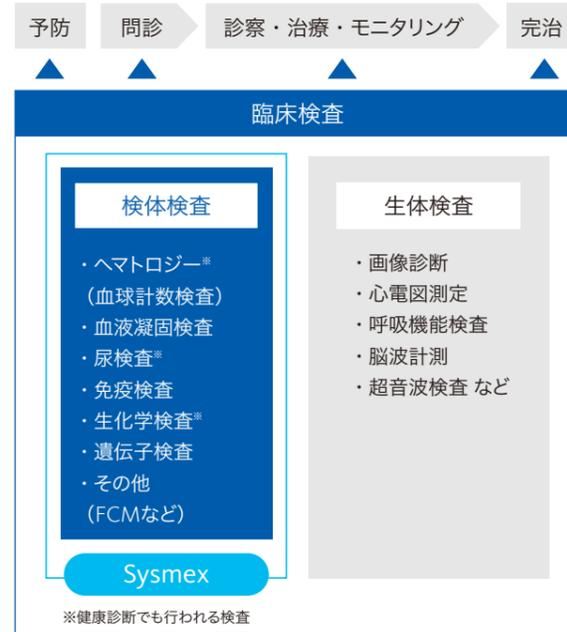 予防
問診
診察・治療・モニタリング
完治
臨床検査
検体検査
・ヘマトロジー※
（血球計数検査）
・血液凝固検査
・尿検査※
・免疫検査
・生化学検査※
・遺伝子検査
・その他
（FCMなど）
Sysmex
※健康診断でも行われる検査
生体検査
・画像診断
・心電図測定
・呼吸機能検査
・脳波計測
・超音波検査 など